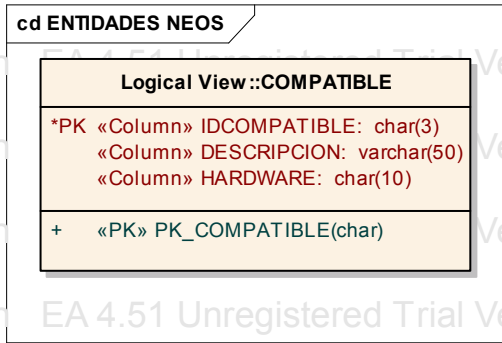 cd ENTIDADES NEOS
EA 4.51 Unregistered Trial Ve
Logical View::COMPATIBLE
*PK «Column» IDCOMPATIBLE: char(3)
«Column» DESCRIPCION: varchar(50)
«Column» HARDWARE: char(10)
+ «PK» PK_COMPATIBLE(char)
EA 4.51 Unregistered Trial Ve